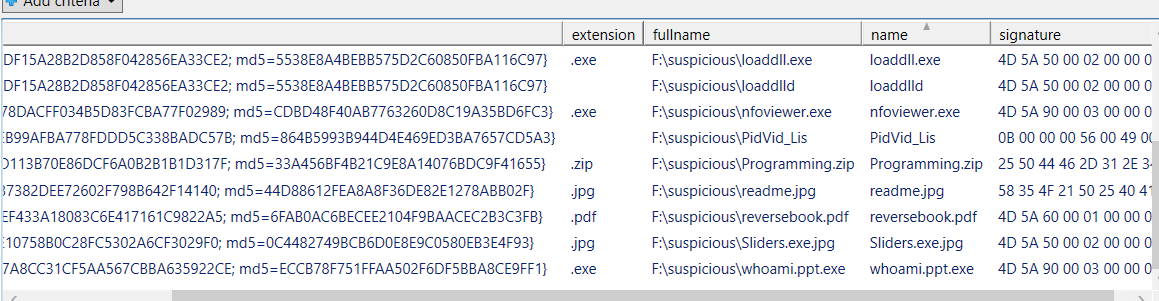 Add criteria
extension fullname name signature
DF15A28B2D858F042856EA33CE2; md5=5538E8A4BEBB575D2C60850FBA116C97} .exe F:\suspicious\loaddll.exe loaddll.exe 4D 5A 50 00 02 00 00 0
DF15A28B2D858F042856EA33CE2; md5=5538E8A4BEBB575D2C60850FBA116C97} F:\suspicious\loaddlld loaddlld 4D 5A 50 00 02 00 00 0
78DACFF034B5D83FCBA77F02989; md5=CDBD48F40AB7763260D8C19A35BD6FC3} .exe F:\suspicious\nfoviewer.exe nfoviewer.exe 4D 5A 90 00 03 00 00 0
EB99AFBA778FDDD5C338BADC57B; md5=864B5993B944D4E469ED3BA7657CD5A3} F:\suspicious\PidVid_Lis PidVid_Lis 0B 00 00 00 56 00 49 00
D113B70E86DCF6A0B2B1B1D317F; md5=33A456BF4B21C9E8A14076BDC9F41655} .zip F:\suspicious\Programming.zip Programming.zip 25 50 44 46 2D 31 2E 34
B7382DEE72602F798B642F14140; md5=44D88612FEA8A8F36DE82E1278ABB02F} .jpg F:\suspicious\readme.jpg readme.jpg 58 35 4F 21 50 25 40 41
EF433A18083C6E417161C9822A5; md5=6FAB0AC6BECEE2104F9BAACEC2B3C3FB} .pdf F:\suspicious\reversebook.pdf reversebook.pdf 4D 5A 60 00 01 00 00 0
E10758B0C28FC5302A6CF3029F0; md5=0C4482749BCB6D0E8E9C0580EB3E4F93} .jpg F:\suspicious\Sliders.exe.jpg Sliders.exe.jpg 4D 5A 50 00 02 00 00 0
7A8CC31CF5AA567CBBA635922CE; md5=ECCB78F751FFAA502F6DF5BBA8CE9FF1} .exe F:\suspicious\whoami.ppt.exe whoami.ppt.exe 4D 5A 90 00 03 00 00 0